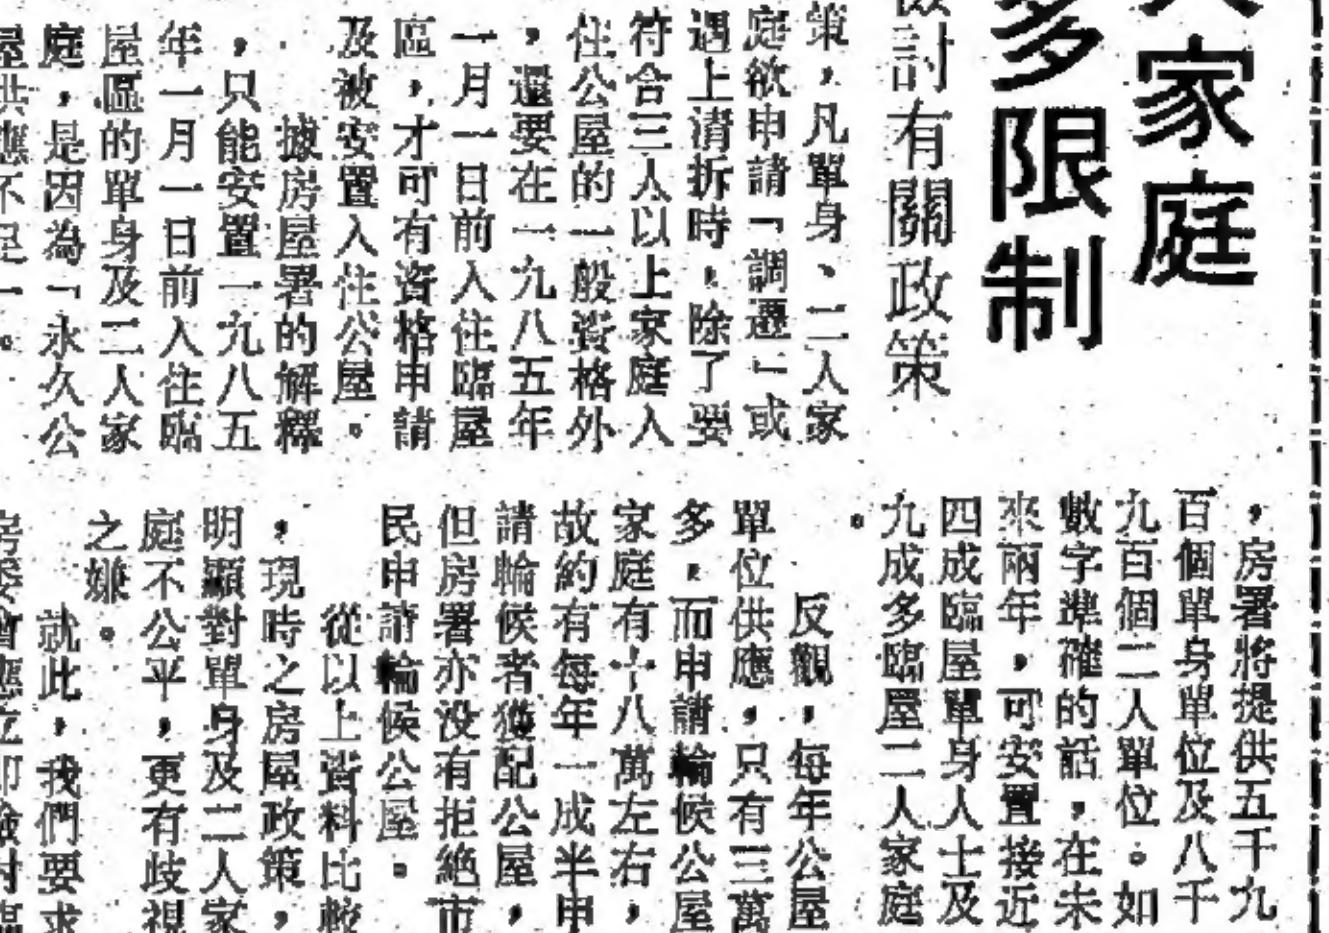 家庭
多限制
討有關政策
策，凡單身、二人家
庭欲申請「調遷」或
遇上清拆時，除了要
符合三人以上家庭入
住公屋的一般資格外
，還要在一九八五年
一月一日前入住臨屋
區，才可有資格申請
及被安置入住公屋。
據房屋署的解釋
，只能安置一九八五
年一月一日前入住臨
屋區的單身及二人家
庭，是因為「永久公
屋供應不足一。
，房署將提供五千九
百個單身單位及八千
九百個二人單位。如
數字準確的話，在未
來兩年，可安置接近
四成臨屋單身人士及
九成多臨屋二人家庭
。
反觀，每年公屋
單位供應，只有三萬
多，而申請輪候公屋
家庭有十八萬左右，
故約有每年一成半申
請輪候者獲配公屋，
但房署亦没有拒絕市
民申請輪候公屋。
從以上資料比較
，現時之房屋政策，
明顯對單身及二人家
庭不公平，更有歧視
之嫌。
就此，我們要求